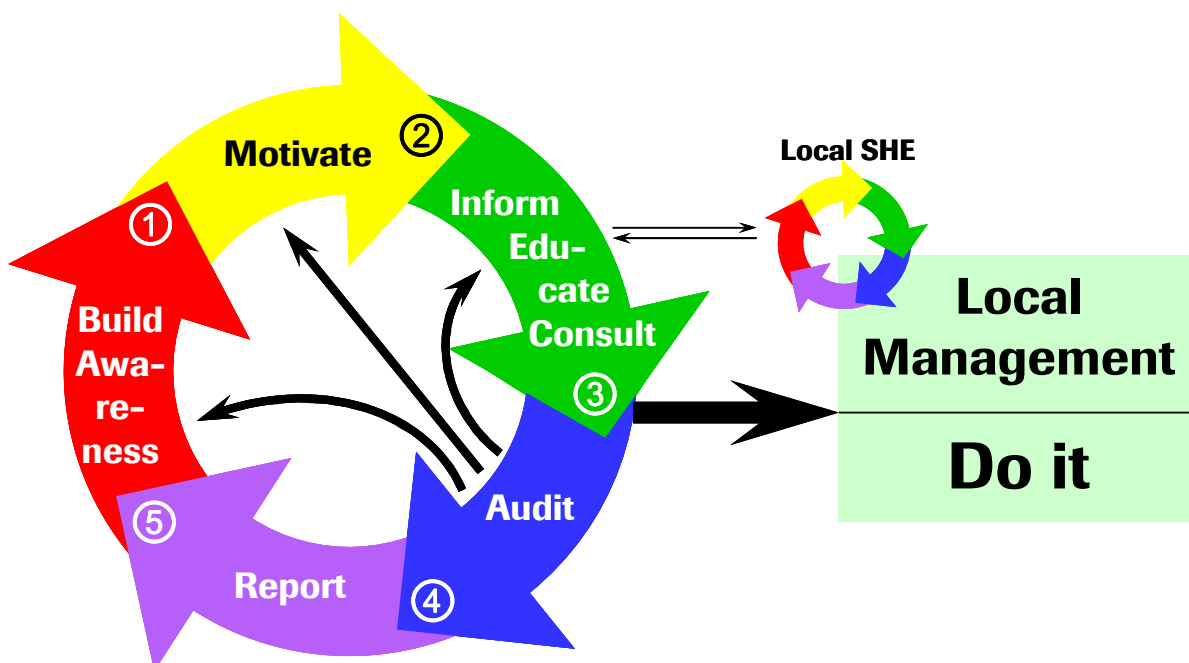 ①
Build
Awa-
re-
ness
Motivate
②
Inform
Edu-
cate
Consult
③
Audit
④
Report
⑤
Local SHE
Local
Management
Do it